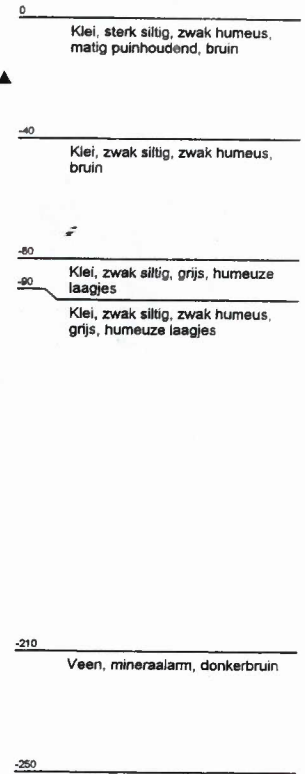 0
Klei, sterk siltig, zwak humeus,
matig puinhoudend, bruin
-40
Klei, zwak siltig, zwak humeus,
bruin
-80
Klei, zwak siltig, grijs, humeuze
laagjes
-90
Klei, zwak siltig, zwak humeus,
grijs, humeuze laagjes
-210
Veen, mineraalarm, donkerbruin
-250